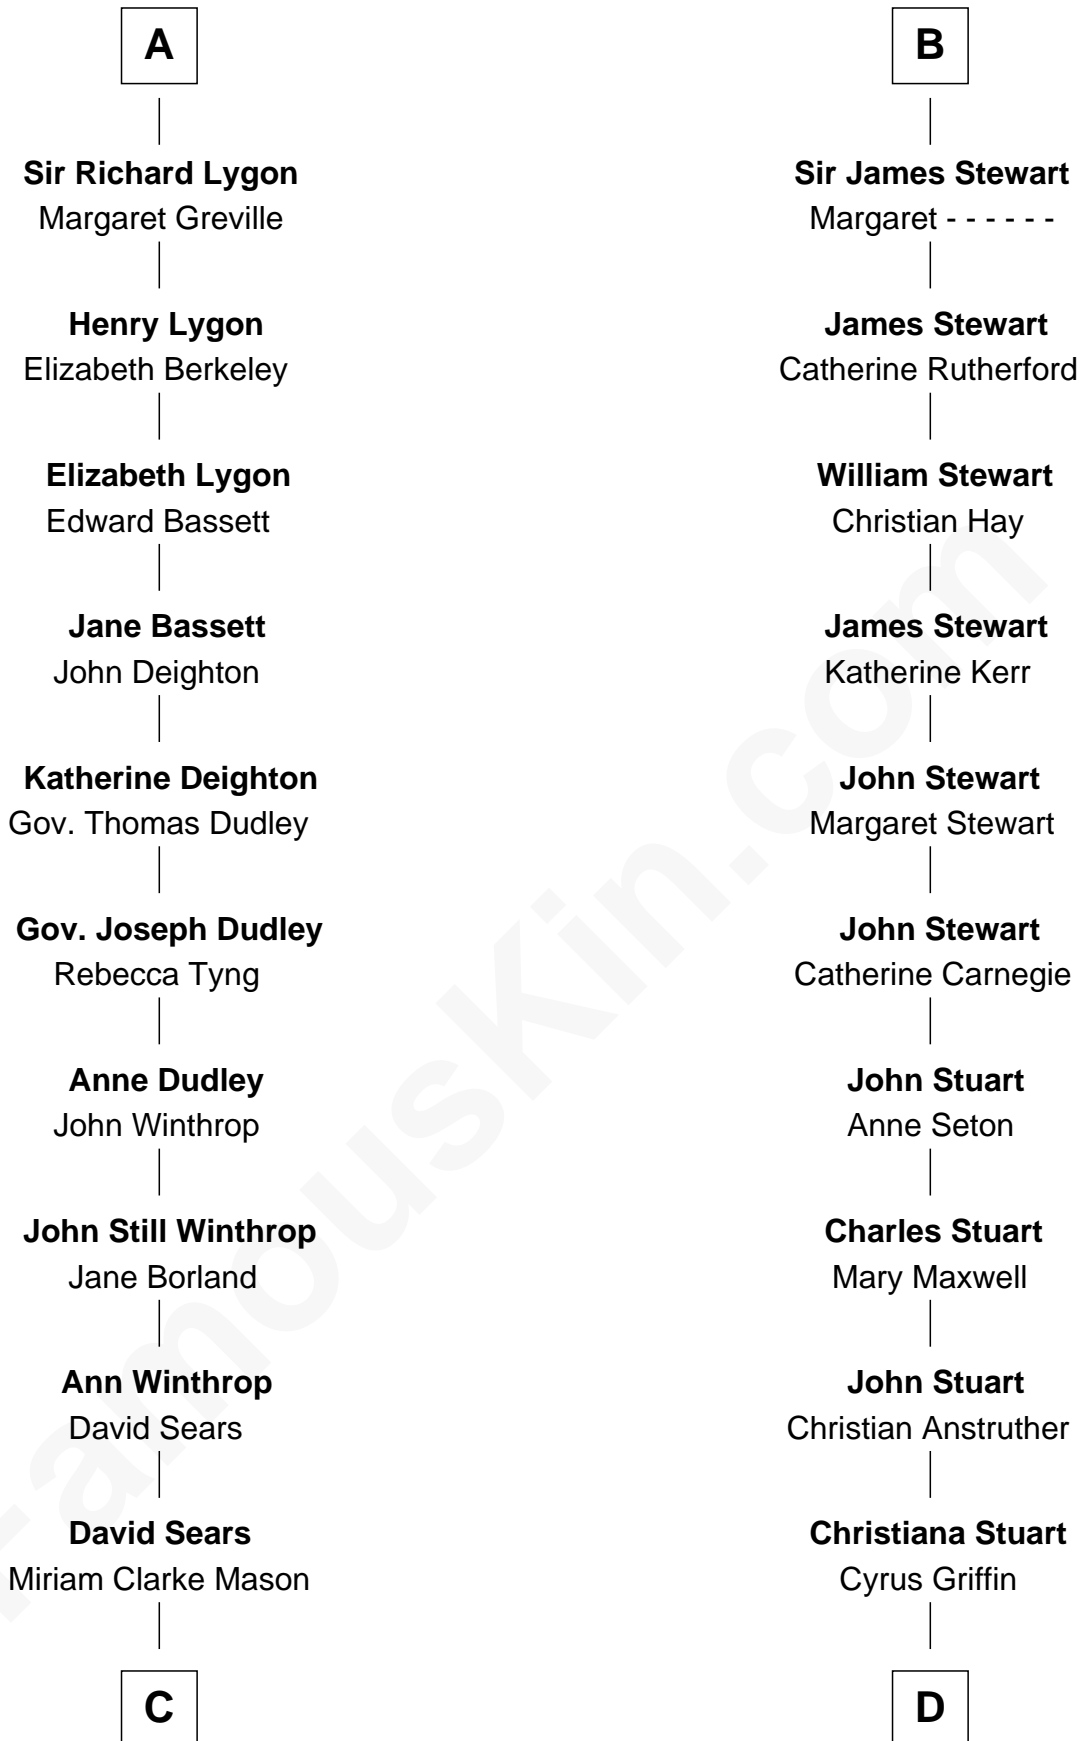 A
Sir Richard Lygon
Margaret Greville
Henry Lygon
Elizabeth Berkeley
Elizabeth Lygon
Edward Bassett
Jane Bassett
John Deighton
Katherine Deighton
Gov. Thomas Dudley
Gov. Joseph Dudley
Rebecca Tyng
Anne Dudley
John Winthrop
John Still Winthrop
Jane Borland
Ann Winthrop
David Sears
David Sears
Miriam Clarke Mason
C
B
Sir James Stewart
Margaret - - - - - -
James Stewart
Catherine Rutherford
William Stewart
Christian Hay
James Stewart
Katherine Kerr
John Stewart
Margaret Stewart
John Stewart
Catherine Carnegie
John Stuart
Anne Seton
Charles Stuart
Mary Maxwell
John Stuart
Christian Anstruther
Christiana Stuart
Cyrus Griffin
D
FamousKin.com